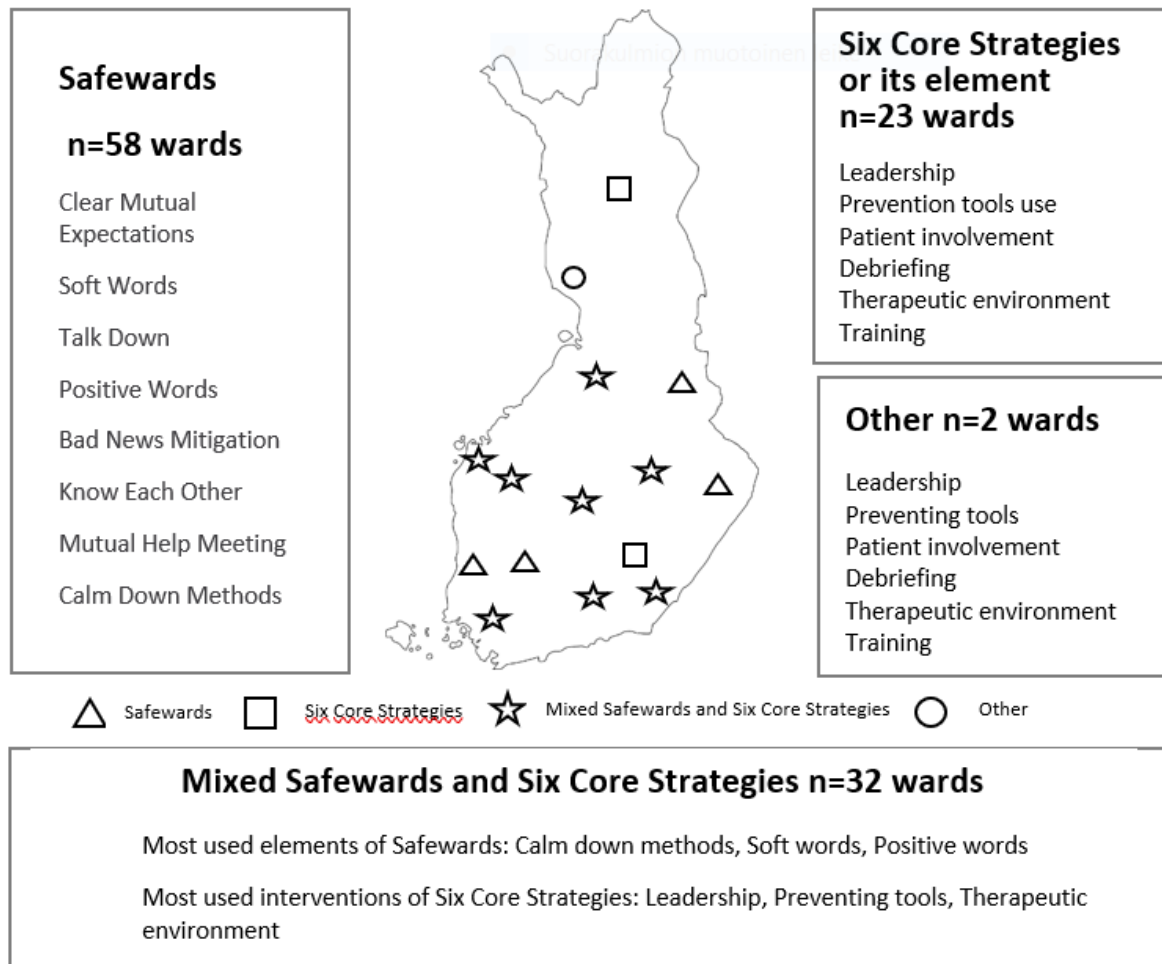 Suorakulmion muotoinen leike
Safewards
n=58 wards
Clear Mutual
Expectations
Soft Words
Talk Down
Positive Words
Bad News Mitigation
Know Each Other
Mutual Help Meeting
Calm Down Methods
Six Core Strategies
or its element
n=23 wards
Leadership
Prevention tools use
Patient involvement
Debriefing
Therapeutic environment
Training
Other n=2 wards
Leadership
Preventing tools
Patient involvement
Debriefing
Therapeutic environment
Training
Safewards Six Core Strategies Mixed Safewards and Six Core Strategies Other
Mixed Safewards and Six Core Strategies n=32 wards
Most used elements of Safewards: Calm down methods, Soft words, Positive words
Most used interventions of Six Core Strategies: Leadership, Preventing tools, Therapeutic
environment